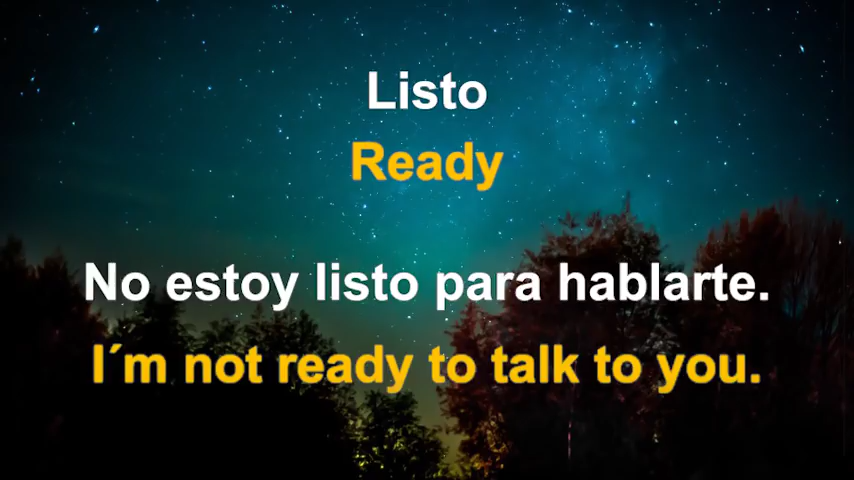 Listo
Ready
No estoy listo para hablarte.
I´m not ready to talk to you.